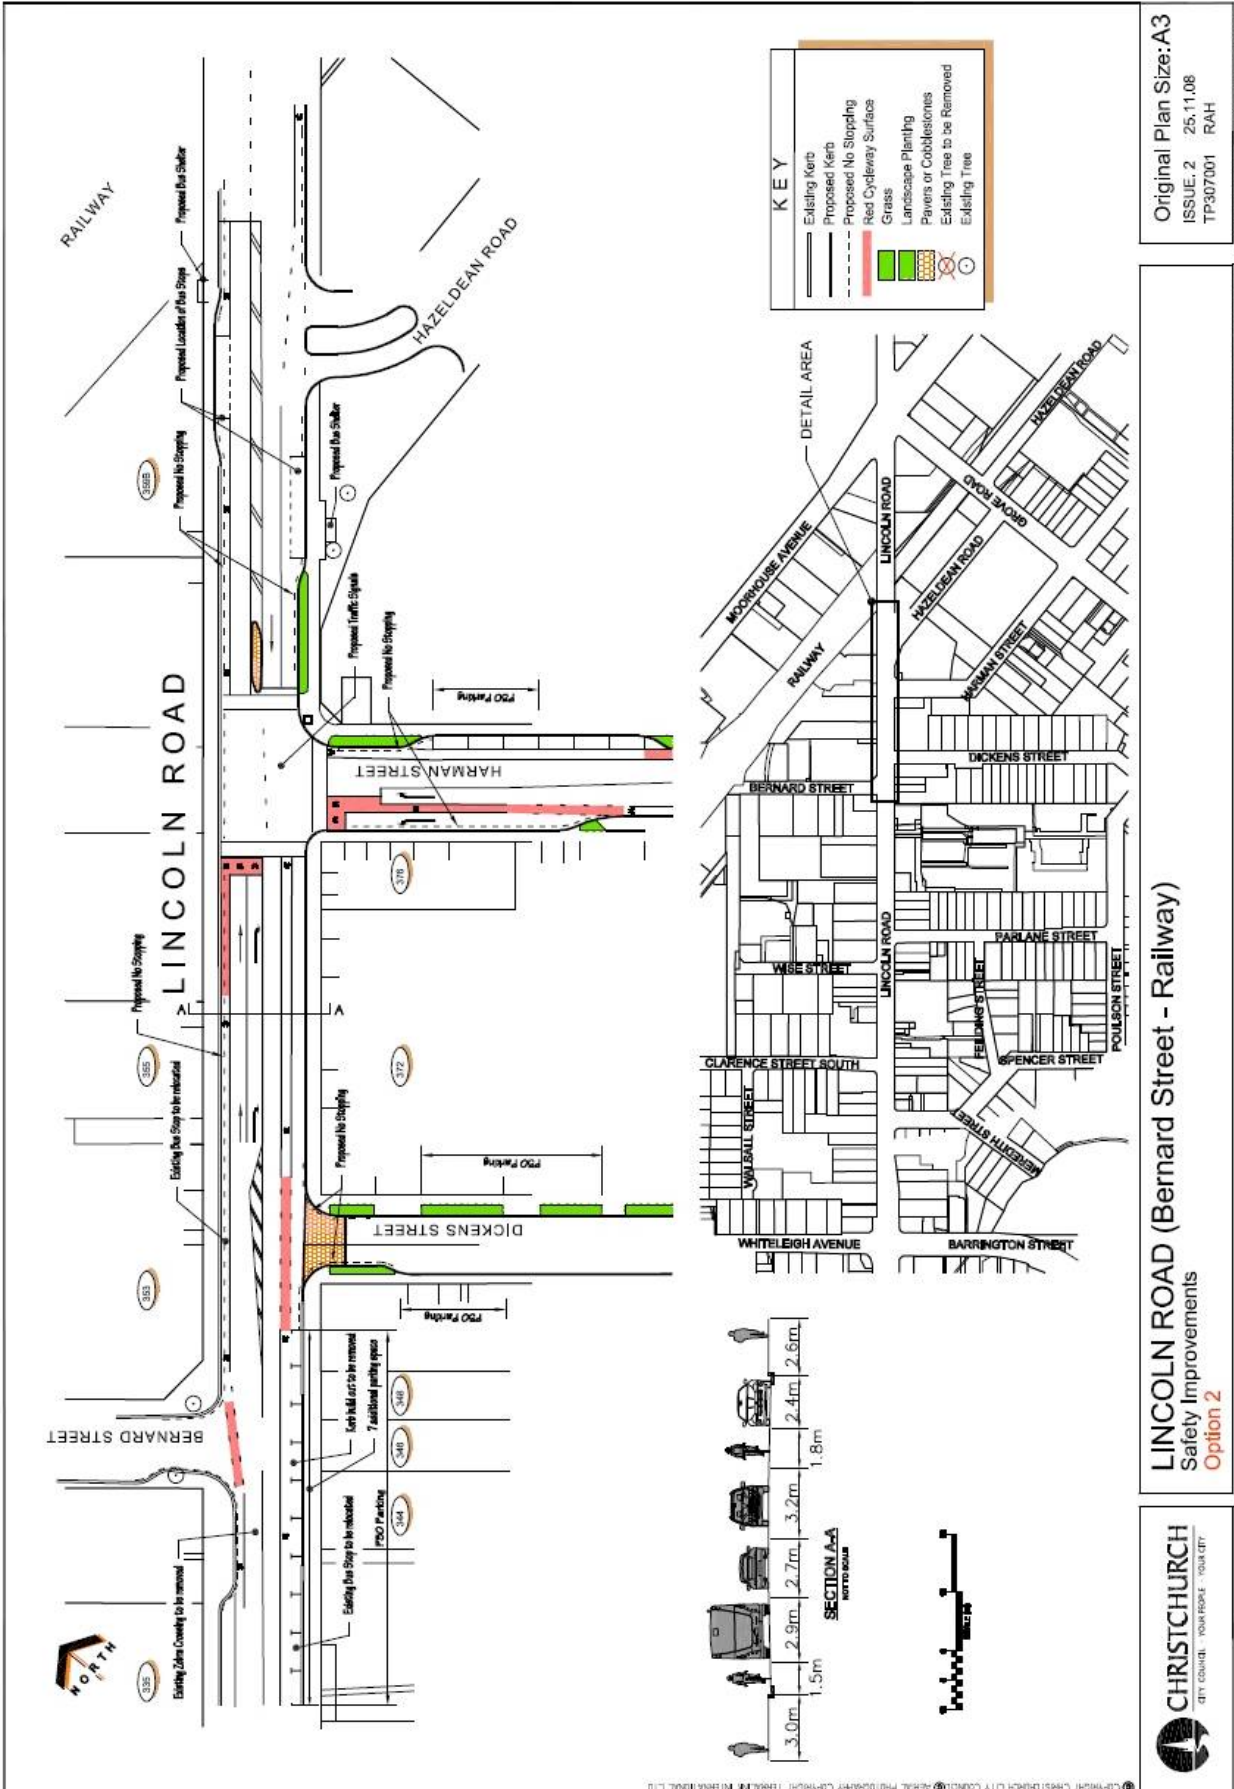 RAILWAY
Proposed Bus Shelter
Proposed Location of Bus Stops
Proposed No Stopping
359B
HAZELDEAN ROAD
Proposed Bus Shelter
LINCOLN ROAD
Proposed Traffic Signals
Proposed No Stopping
P60 Parking
HARMAN STREET
376
Proposed No Stopping
A
A
365
372
Existing Bus Stop to be relocated
Proposed No Stopping
P60 Parking
DICKENS STREET
P60 Parking
353
BERNARD STREET
Kerb build out to be removed
7 additional parking space
348
346
344
P60 Parking
Existing Bus Stop to be relocated
Existing Zebra Crossing to be removed
335
NORTH
KEY
Existing Kerb
Proposed Kerb
Proposed No Stopping
Red Cycleway Surface
Grass
Landscape Planting
Pavers or Cobblestones
Existing Tree to be Removed
Existing Tree
DETAIL AREA
MOORHOUSE AVENUE
RAILWAY
LINCOLN ROAD
GROVE ROAD
HAZELDEAN ROAD
HAZELDEAN ROAD
HARMAN STREET
DICKENS STREET
BERNARD STREET
PARLANE STREET
WISE STREET
LINCOLN ROAD
FEILDING STREET
POULSON STREET
SPENCER STREET
CLARENCE STREET SOUTH
WALSALL STREET
MEREDITH STREET
WHITELEIGH AVENUE
BARRINGTON STREET
3.0m
1.5m
2.9m
2.7m
3.2m
1.8m
2.4m
2.6m
SECTION A-A
NOT TO SCALE
CHRISTCHURCH
CITY COUNCIL · YOUR PEOPLE · YOUR CITY
LINCOLN ROAD (Bernard Street - Railway)
Safety Improvements
Option 2
Original Plan Size:A3
ISSUE. 2 25.11.08
TP307001 RAH